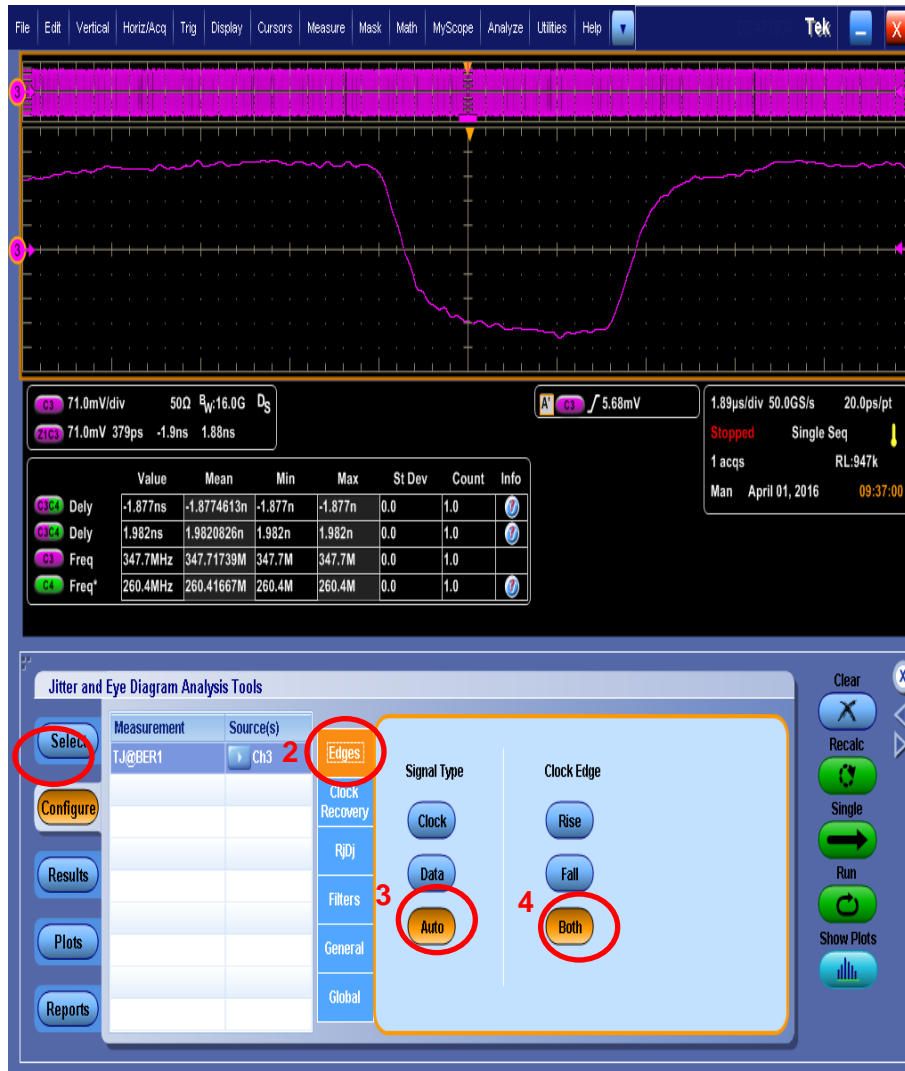 File Edit Vertical Horiz/Acq Trig Display Cursors Measure Mask Math MyScope Analyze Utilities Help Tek X
3
3
C3 71.0mV/div 50Ω BW:16.0G DS
Z1C3 71.0mV 379ps -1.9ns 1.88ns
A' C3 5.68mV
1.89µs/div 50.0GS/s 20.0ps/pt
Stopped Single Seq
1 acqs RL:947k
Man April 01, 2016 09:37:00
Value Mean Min Max St Dev Count Info
C3C4 Dely -1.877ns -1.8774613n -1.877n -1.877n 0.0 1.0
C3C4 Dely 1.982ns 1.9820826n 1.982n 1.982n 0.0 1.0
C3 Freq 347.7MHz 347.71739M 347.7M 347.7M 0.0 1.0
C4 Freq* 260.4MHz 260.41667M 260.4M 260.4M 0.0 1.0
Jitter and Eye Diagram Analysis Tools
Select
Configure
Results
Plots
Reports
Measurement Source(s)
TJ@BER1 Ch3
2
Edges
Clock
Recovery
RjDj
Filters
General
Global
Signal Type
Clock
Data
3
Auto
Clock Edge
Rise
Fall
4
Both
Clear
X
Recalc
Single
Run
Show Plots